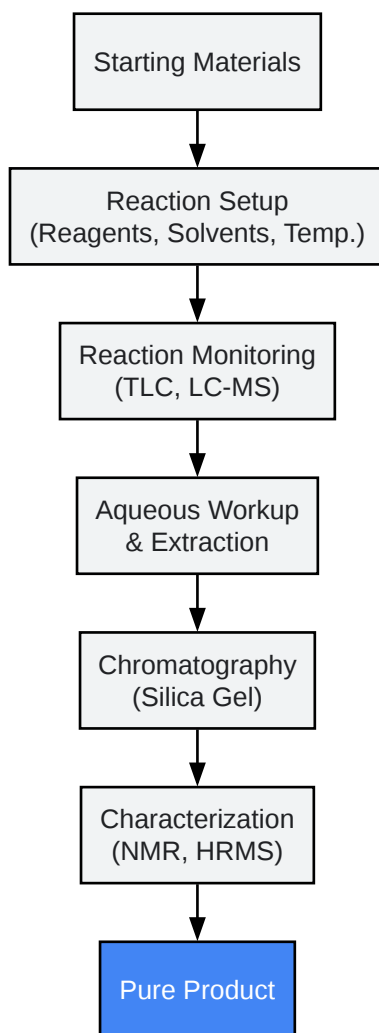 Starting Materials
Reaction Setup
(Reagents, Solvents, Temp.)
Reaction Monitoring
(TLC, LC-MS)
Aqueous Workup
& Extraction
Chromatography
(Silica Gel)
Characterization
(NMR, HRMS)
Pure Product